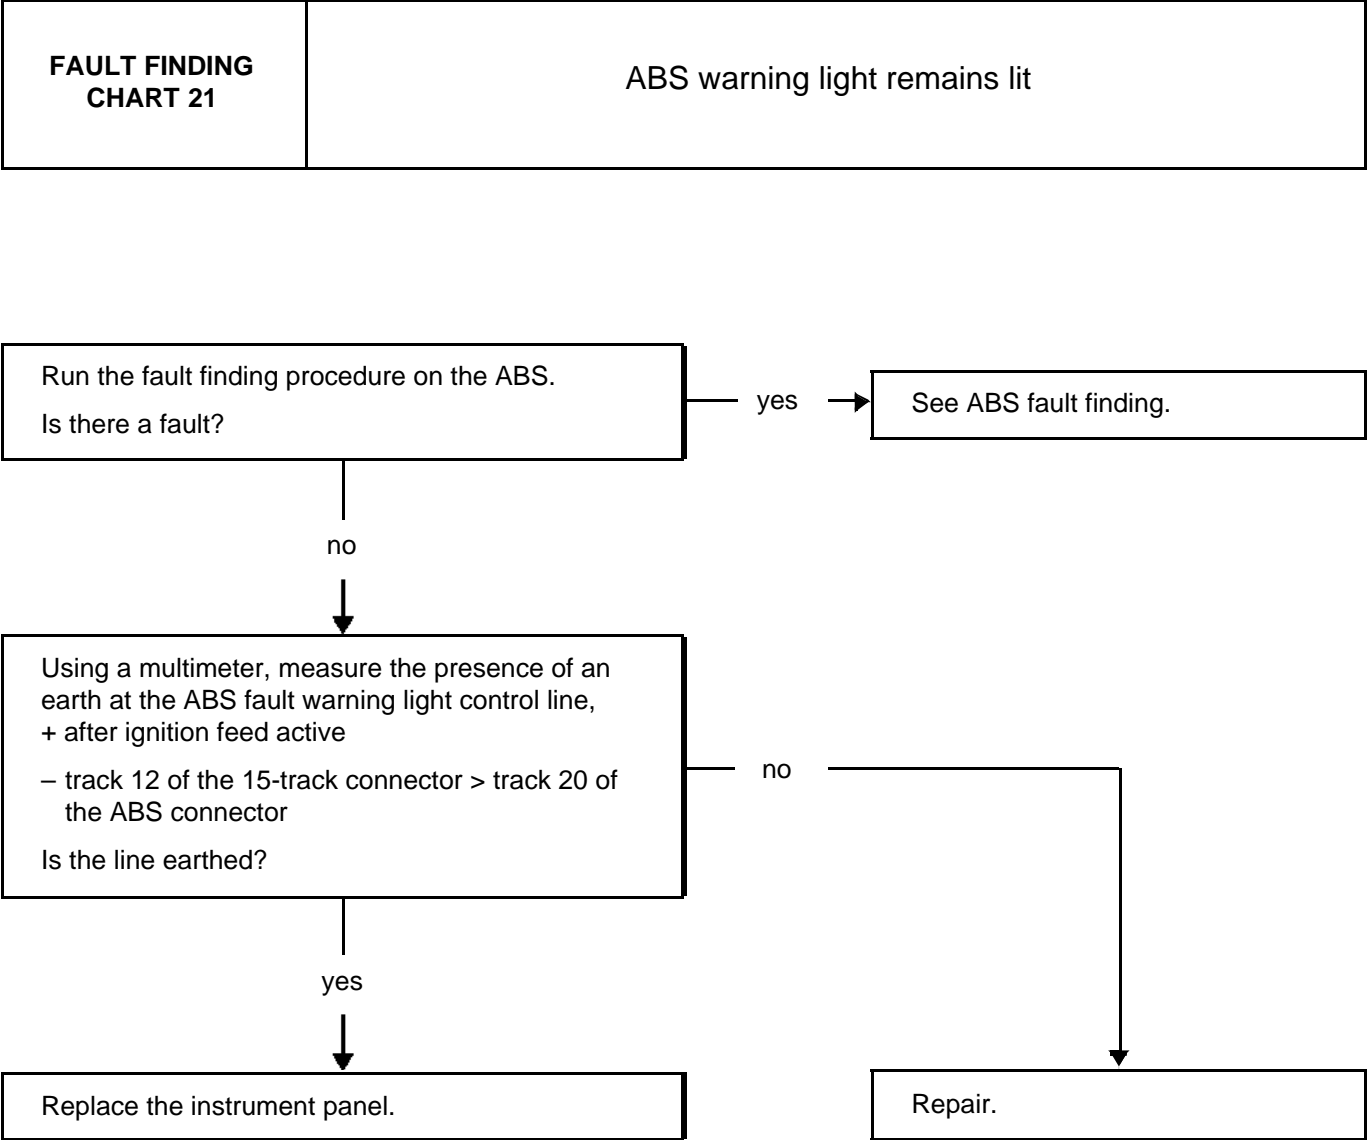 FAULT FINDING
CHART 21
ABS warning light remains lit
Run the fault finding procedure on the ABS.
Is there a fault?
yes
See ABS fault finding.
no
Using a multimeter, measure the presence of an
earth at the ABS fault warning light control line,
+ after ignition feed active
– track 12 of the 15-track connector > track 20 of
the ABS connector
Is the line earthed?
no
yes
Replace the instrument panel.
Repair.